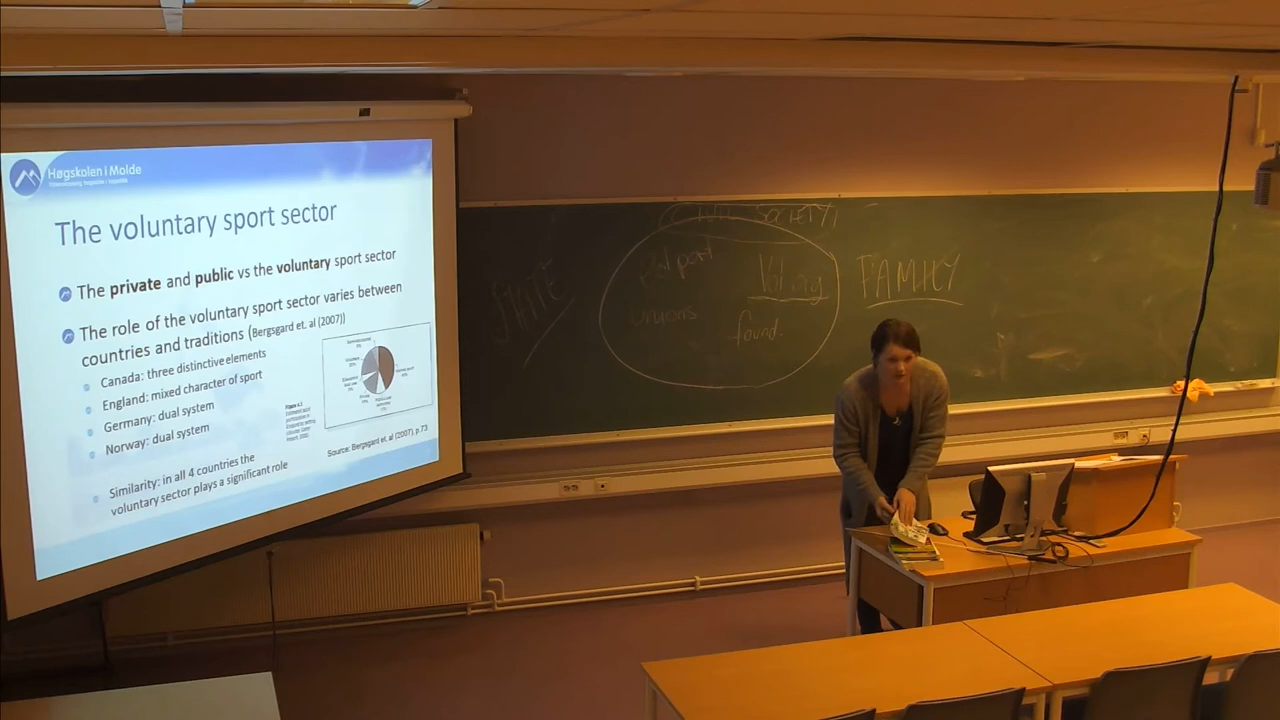 Høgskolen i Molde
The voluntary sport sector
The private and public vs the voluntary sport sector
The role of the voluntary sport sector varies between
countries and traditions (Bergsgard et. al (2007))
Canada: three distinctive elements
England: mixed character of sport
Germany: dual system
Norway: dual system
Similarity: in all 4 countries the
voluntary sector plays a significant role
Source: Bergsgard et. al (2007), p.73
SOCIETY
STATE
Vol.org
unions
found.
FAMILY